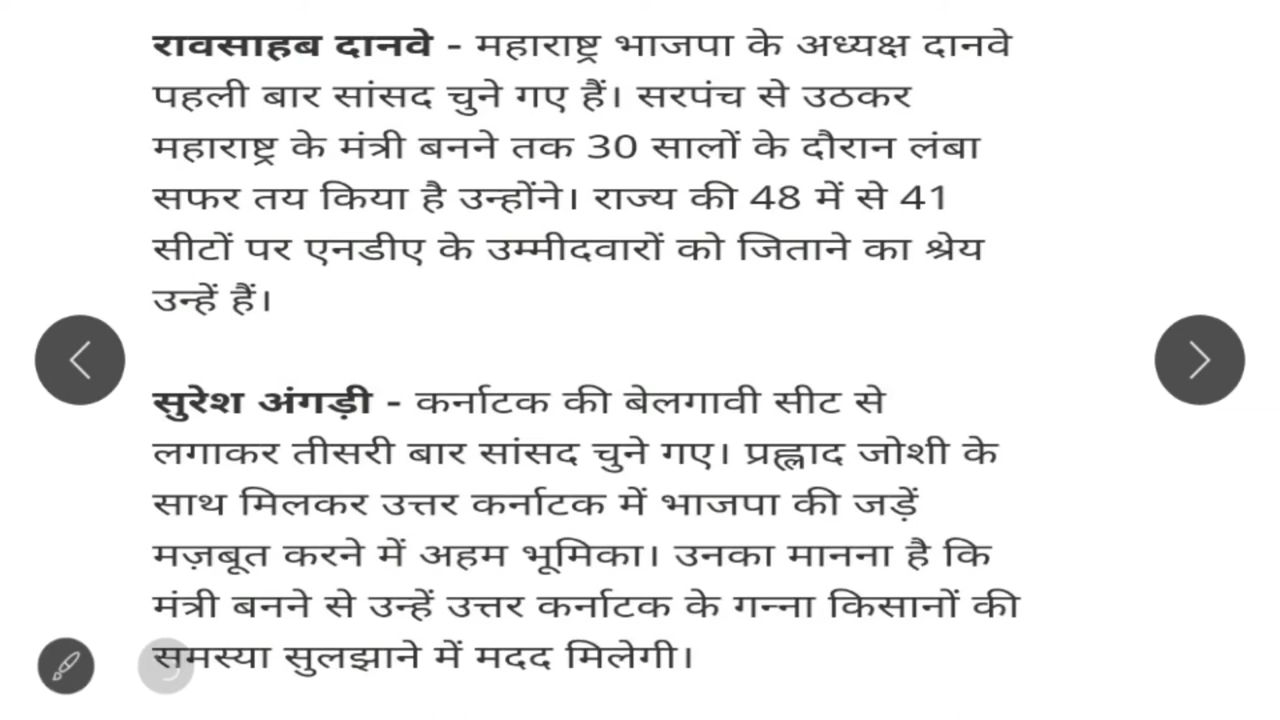 रावसाहब दानवे - महाराष्ट्र भाजपा के अध्यक्ष दानवे
पहली बार सांसद चुने गए हैं। सरपंच से उठकर
महाराष्ट्र के मंत्री बनने तक 30 सालों के दौरान लंबा
सफर तय किया है उन्होंने। राज्य की 48 में से 41
सीटों पर एनडीए के उम्मीदवारों को जिताने का श्रेय
उन्हें हैं।
सुरेश अंगड़ी - कर्नाटक की बेलगावी सीट से
लगाकर तीसरी बार सांसद चुने गए। प्रह्लाद जोशी के
साथ मिलकर उत्तर कर्नाटक में भाजपा की जड़ें
मज़बूत करने में अहम भूमिका। उनका मानना है कि
मंत्री बनने से उन्हें उत्तर कर्नाटक के गन्ना किसानों की
समस्या सुलझाने में मदद मिलेगी।